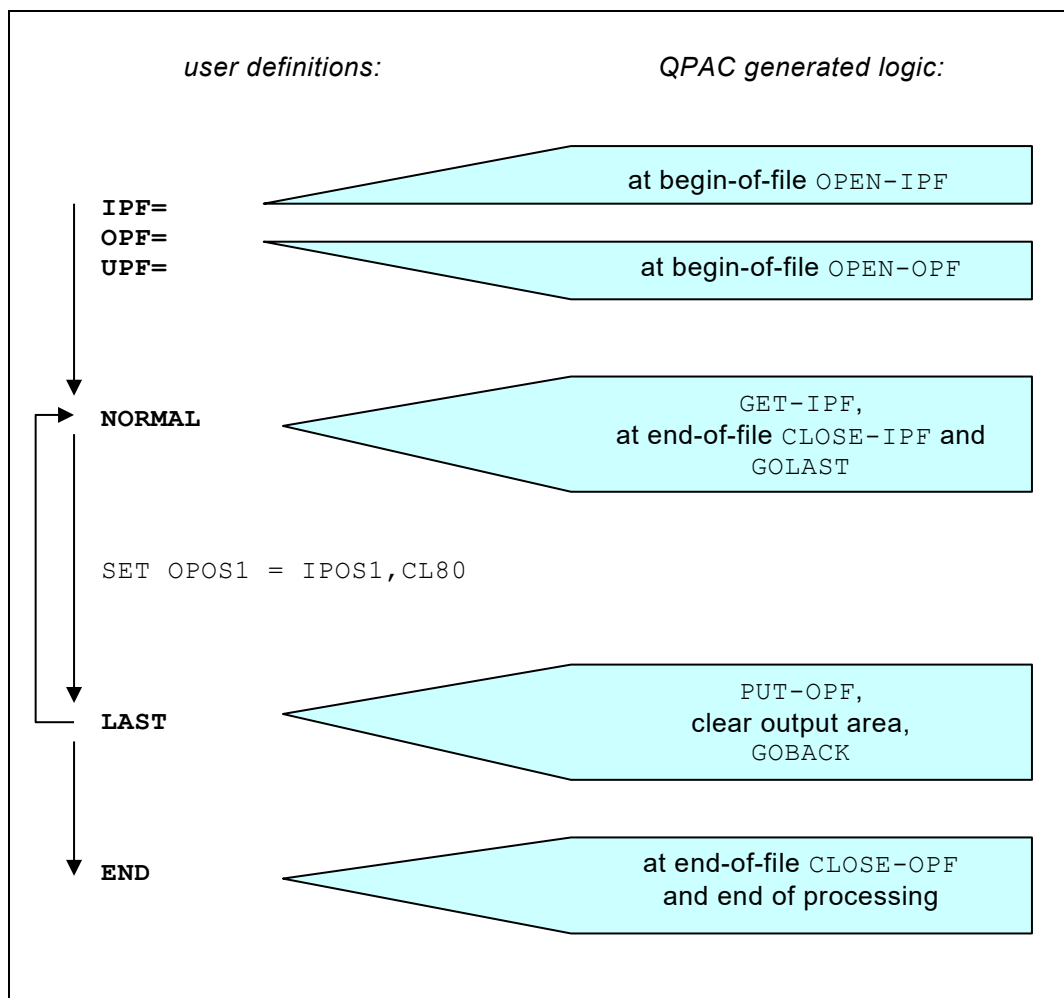 user definitions:
QPAC generated logic:
at begin-of-file OPEN-IPF
IPF=
OPF=
UPF=
at begin-of-file OPEN-OPF
NORMAL
GET-IPF,
at end-of-file CLOSE-IPF and
GOLAST
SET OPOS1 = IPOS1,CL80
LAST
PUT-OPF,
clear output area,
GOBACK
END
at end-of-file CLOSE-OPF
and end of processing